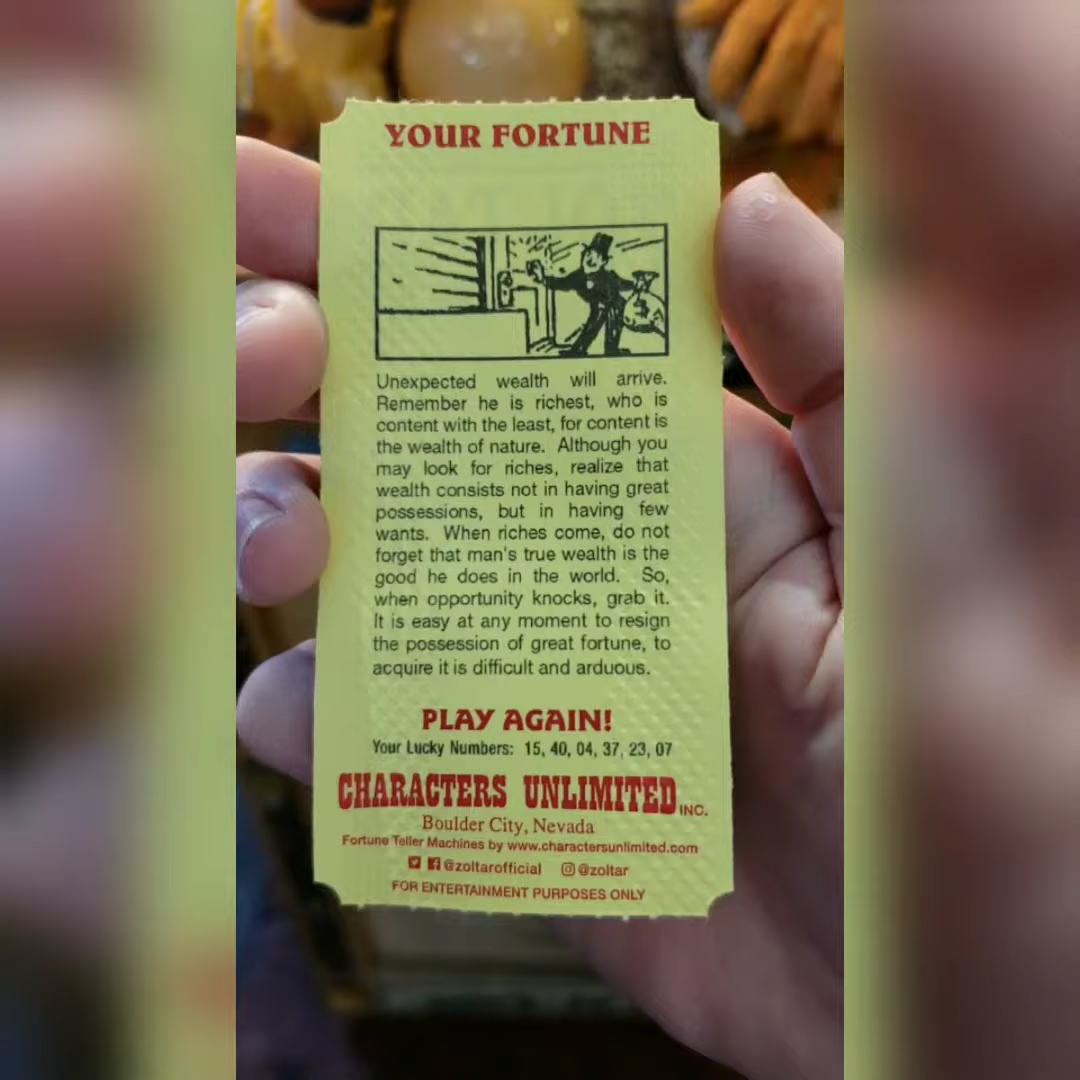 YOUR FORTUNE
$
Unexpected wealth will arrive.
Remember he is richest, who is
content with the least, for content is
the wealth of nature. Although you
may look for riches, realize that
wealth consists not in having great
possessions, but in having few
wants. When riches come, do not
forget that man's true wealth is the
good he does in the world. So,
when opportunity knocks, grab it.
It is easy at any moment to resign
the possession of great fortune, to
acquire it is difficult and arduous.
PLAY AGAIN!
Your Lucky Numbers: 15, 40, 04, 37, 23, 07
CHARACTERS UNLIMITED INC.
Boulder City, Nevada
Fortune Teller Machines by www.charactersunlimited.com
@zoltarofficial @zoltar
FOR ENTERTAINMENT PURPOSES ONLY